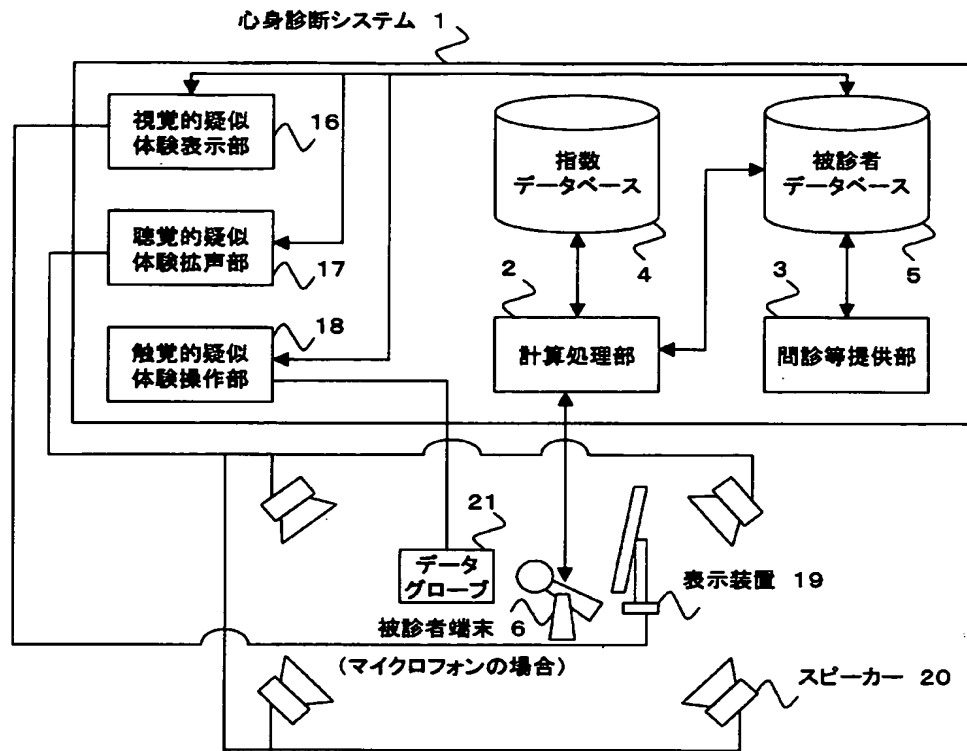 心身診断システム 1
視覚的疑似
体験表示部
16
聴覚的疑似
体験拡声部
17
触覚的疑似
体験操作部
18
指数
データベース
4
被診者
データベース
5
2
計算処理部
3
問診等提供部
21
データ
グローブ
被診者端末 6
(マイクロフォンの場合)
表示装置 19
スピーカー 20